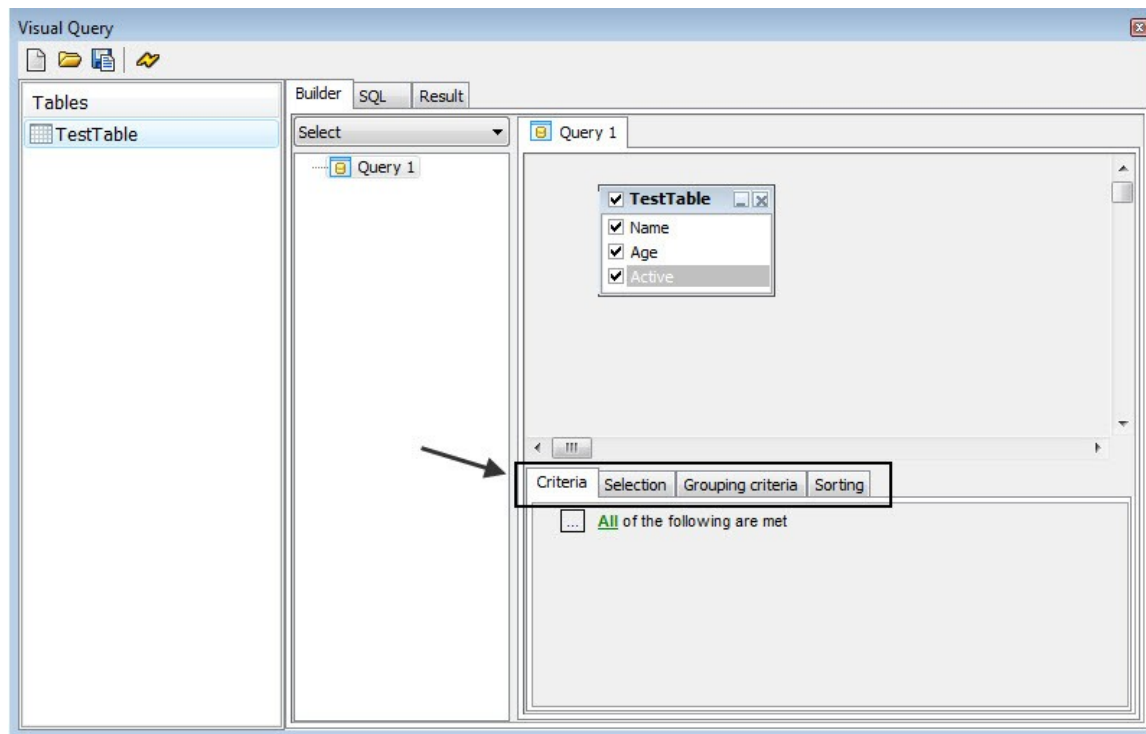 Visual Query
Tables
TestTable
Builder SQL Result
Select
Query 1
Query 1
TestTable
Name
Age
Active
Criteria Selection Grouping criteria Sorting
... All of the following are met